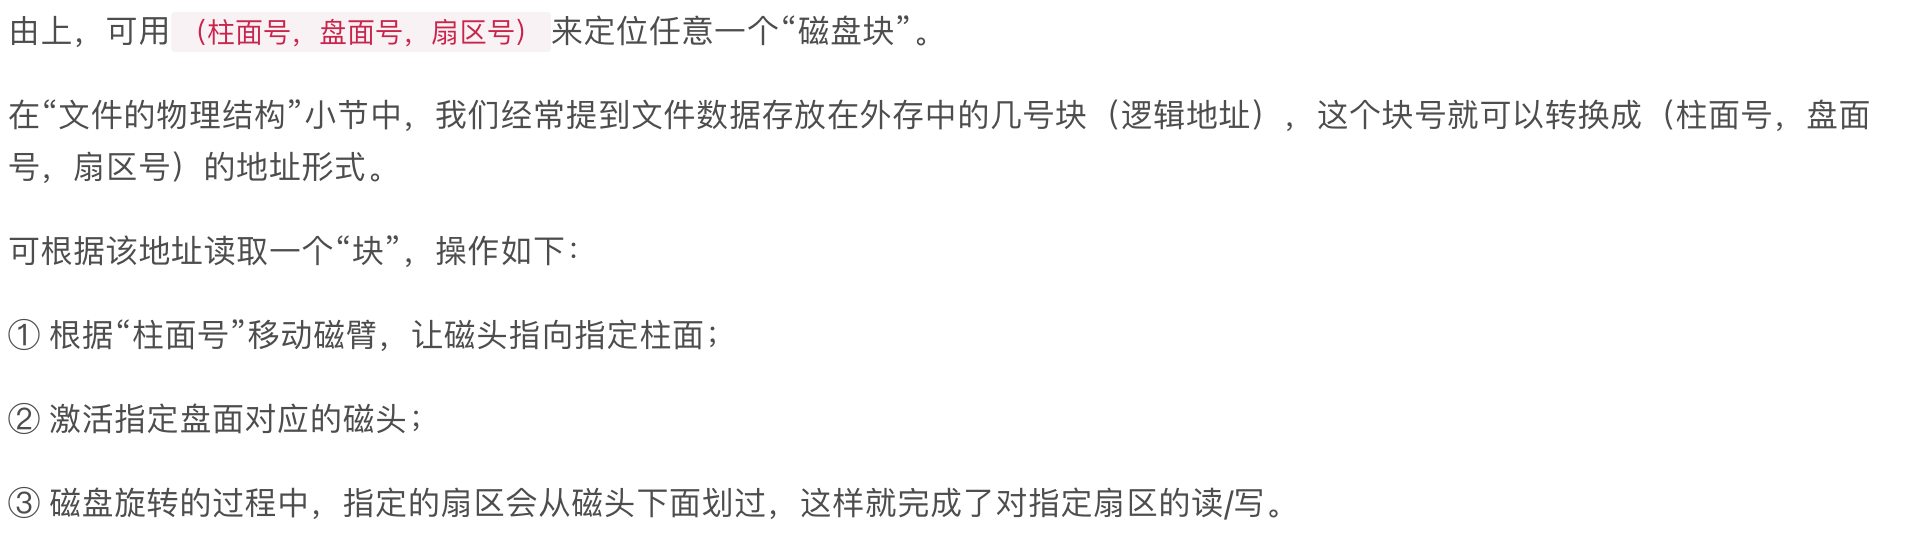 由上，可用（柱面号，盘面号，扇区号）来定位任意一个“磁盘块”。
在“文件的物理结构”小节中，我们经常提到文件数据存放在外存中的几号块（逻辑地址），这个块号就可以转换成（柱面号，盘面
号，扇区号）的地址形式。
可根据该地址读取一个“块”，操作如下：
① 根据“柱面号”移动磁臂，让磁头指向指定柱面；
② 激活指定盘面对应的磁头；
③ 磁盘旋转的过程中，指定的扇区会从磁头下面划过，这样就完成了对指定扇区的读/写。